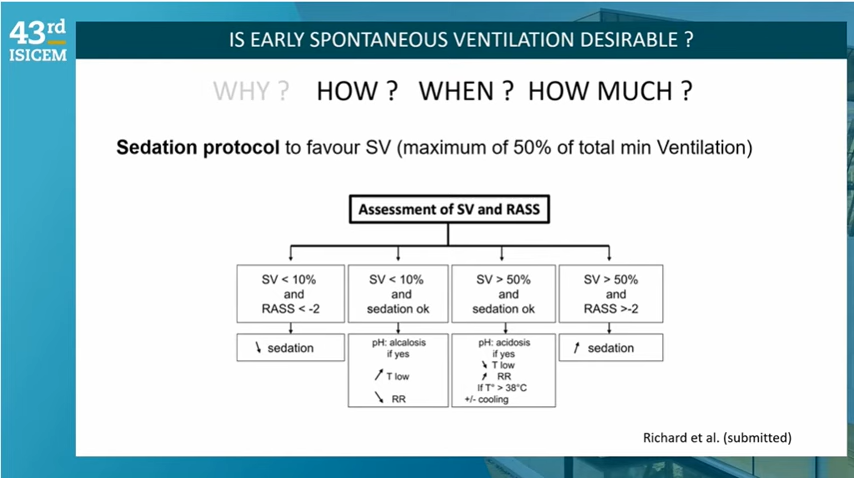 43rd
ISICEM
IS EARLY SPONTANEOUS VENTILATION DESIRABLE ?
WHY ? HOW ? WHEN ? HOW MUCH ?
Sedation protocol to favour SV (maximum of 50% of total min Ventilation)
Assessment of SV and RASS
SV < 10%
and
RASS < -2
↘ sedation
SV < 10%
and
sedation ok
pH: alcalosis
if yes
↗ T low
↘ RR
SV > 50%
and
sedation ok
pH: acidosis
if yes
↘ T low
↗ RR
If T° > 38°C
+/- cooling
SV > 50%
and
RASS >-2
↗ sedation
Richard et al. (submitted)